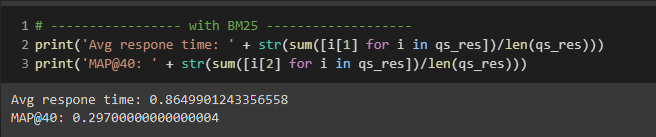 1 # ----------------- with BM25 -------------------
2 print('Avg respone time: ' + str(sum([i[1] for i in qs_res])/len(qs_res)))
3 print('MAP@40: ' + str(sum([i[2] for i in qs_res])/len(qs_res)))
Avg respone time: 0.8649901243356558
MAP@40: 0.29700000000000004